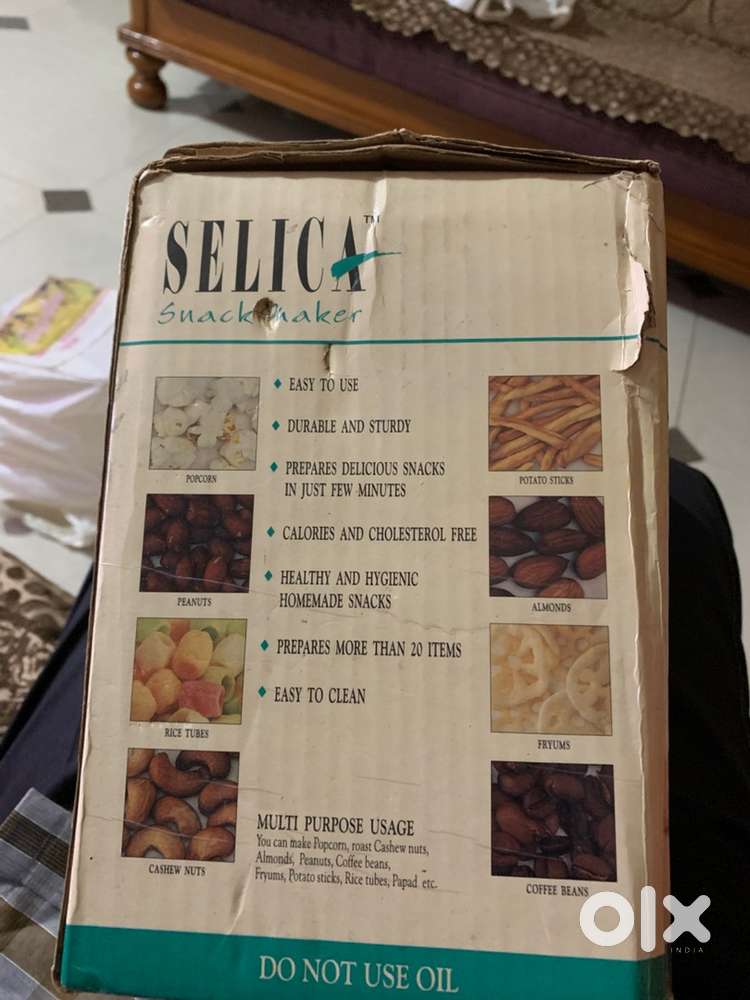 SELICA™
Snack Maker
POPCORN
PEANUTS
RICE TUBES
CASHEW NUTS
EASY TO USE
DURABLE AND STURDY
PREPARES DELICIOUS SNACKS
IN JUST FEW MINUTES
CALORIES AND CHOLESTEROL FREE
HEALTHY AND HYGIENIC
HOMEMADE SNACKS
PREPARES MORE THAN 20 ITEMS
EASY TO CLEAN
POTATO STICKS
ALMONDS
FRYUMS
COFFEE BEANS
MULTI PURPOSE USAGE
You can make Popcorn, roast Cashew nuts,
Almonds, Peanuts, Coffee beans,
Fryums, Potato sticks, Rice tubes, Papad etc.
DO NOT USE OIL
olx
INDIA